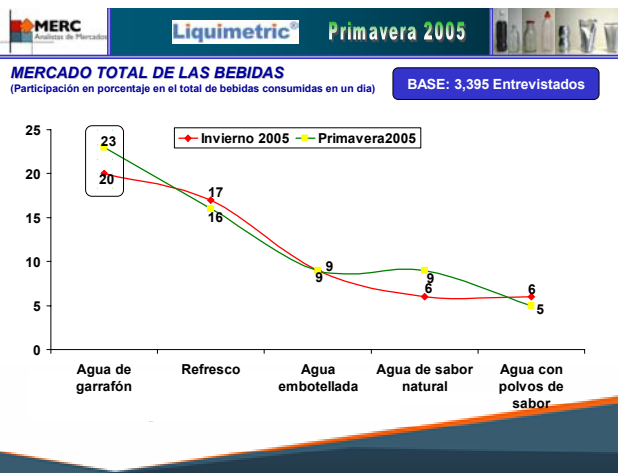 MERC
Analistas de Mercados
Liquimetric®
Primavera 2005
MERCADO TOTAL DE LAS BEBIDAS
(Participación en porcentaje en el total de bebidas consumidas en un dia)
BASE: 3,395 Entrevistados
Invierno 2005
Primavera2005
25
20
15
10
5
0
23
20
17
16
9
9
9
6
6
5
Agua de
garrafón
Refresco
Agua
embotellada
Agua de sabor
natural
Agua con
polvos de
sabor